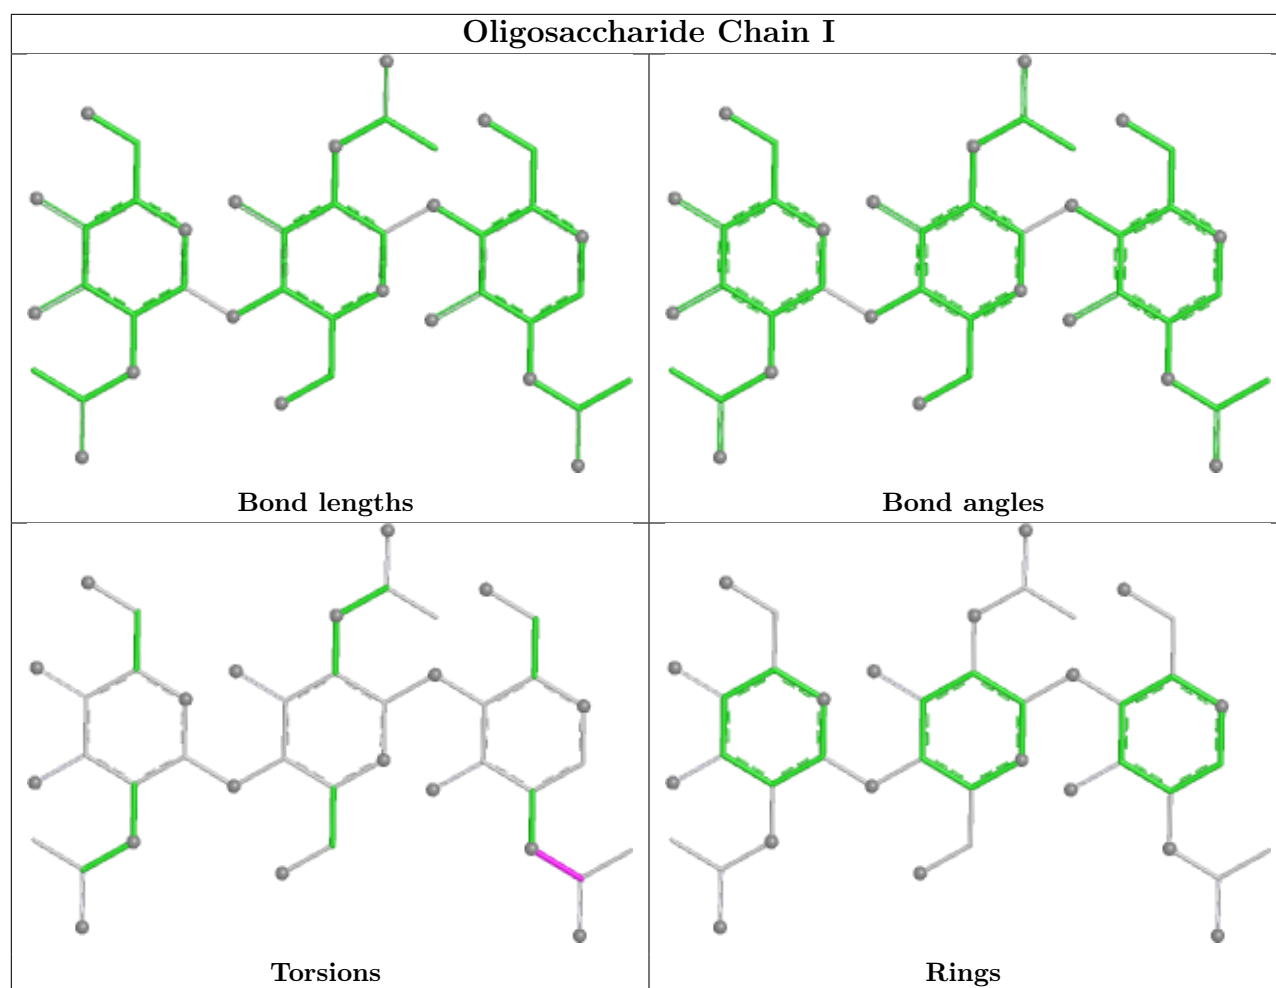 Oligosaccharide Chain I
Bond lengths
Bond angles
Torsions
Rings